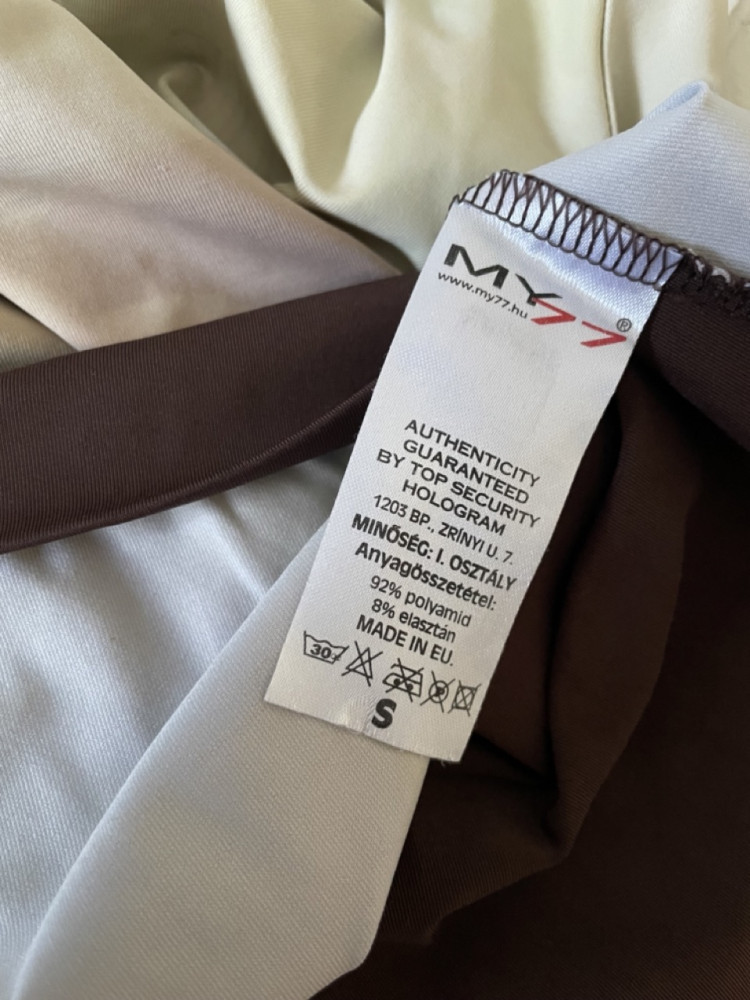 MY77®
www.my77.hu
AUTHENTICITY
GUARANTEED
BY TOP SECURITY
HOLOGRAM
1203 BP., ZRÍNYI U. 7.
MINŐSÉG: I. OSZTÁLY
Anyagösszetétel:
92% polyamid
8% elasztán
MADE IN EU.
30
P
S